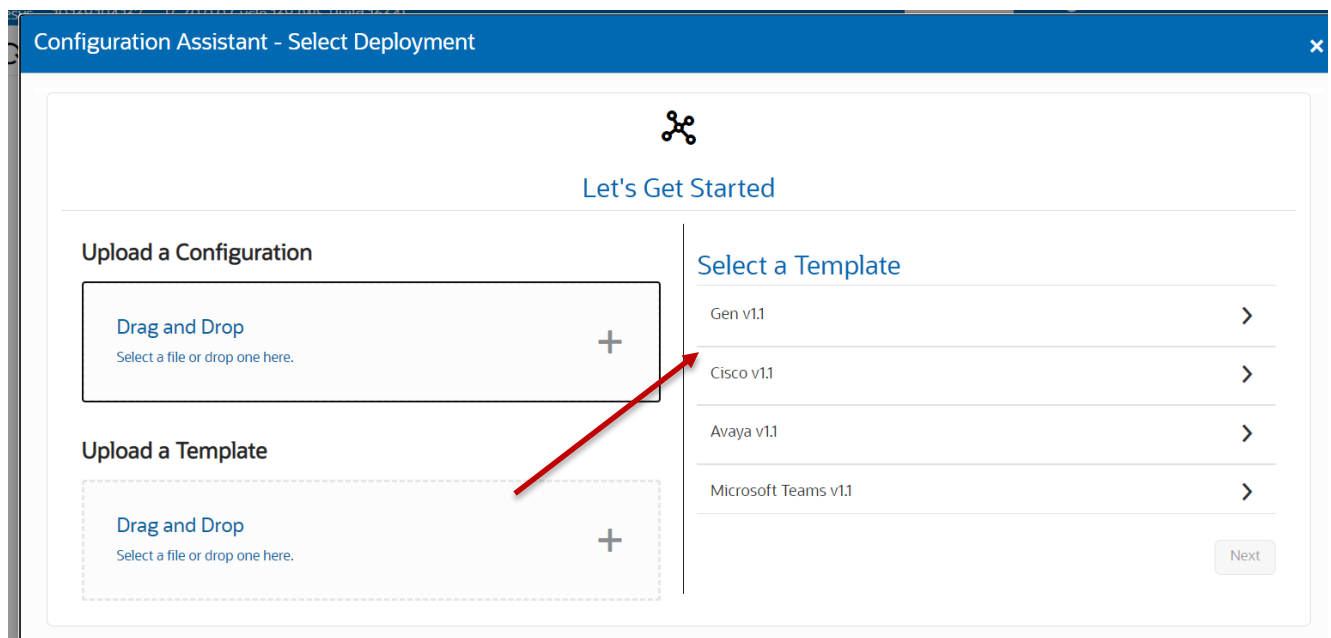 Configuration Assistant - Select Deployment
Let's Get Started
Upload a Configuration
Drag and Drop
Select a file or drop one here.
Upload a Template
Drag and Drop
Select a file or drop one here.
Select a Template
Gen v1.1
Cisco v1.1
Avaya v1.1
Microsoft Teams v1.1
Next